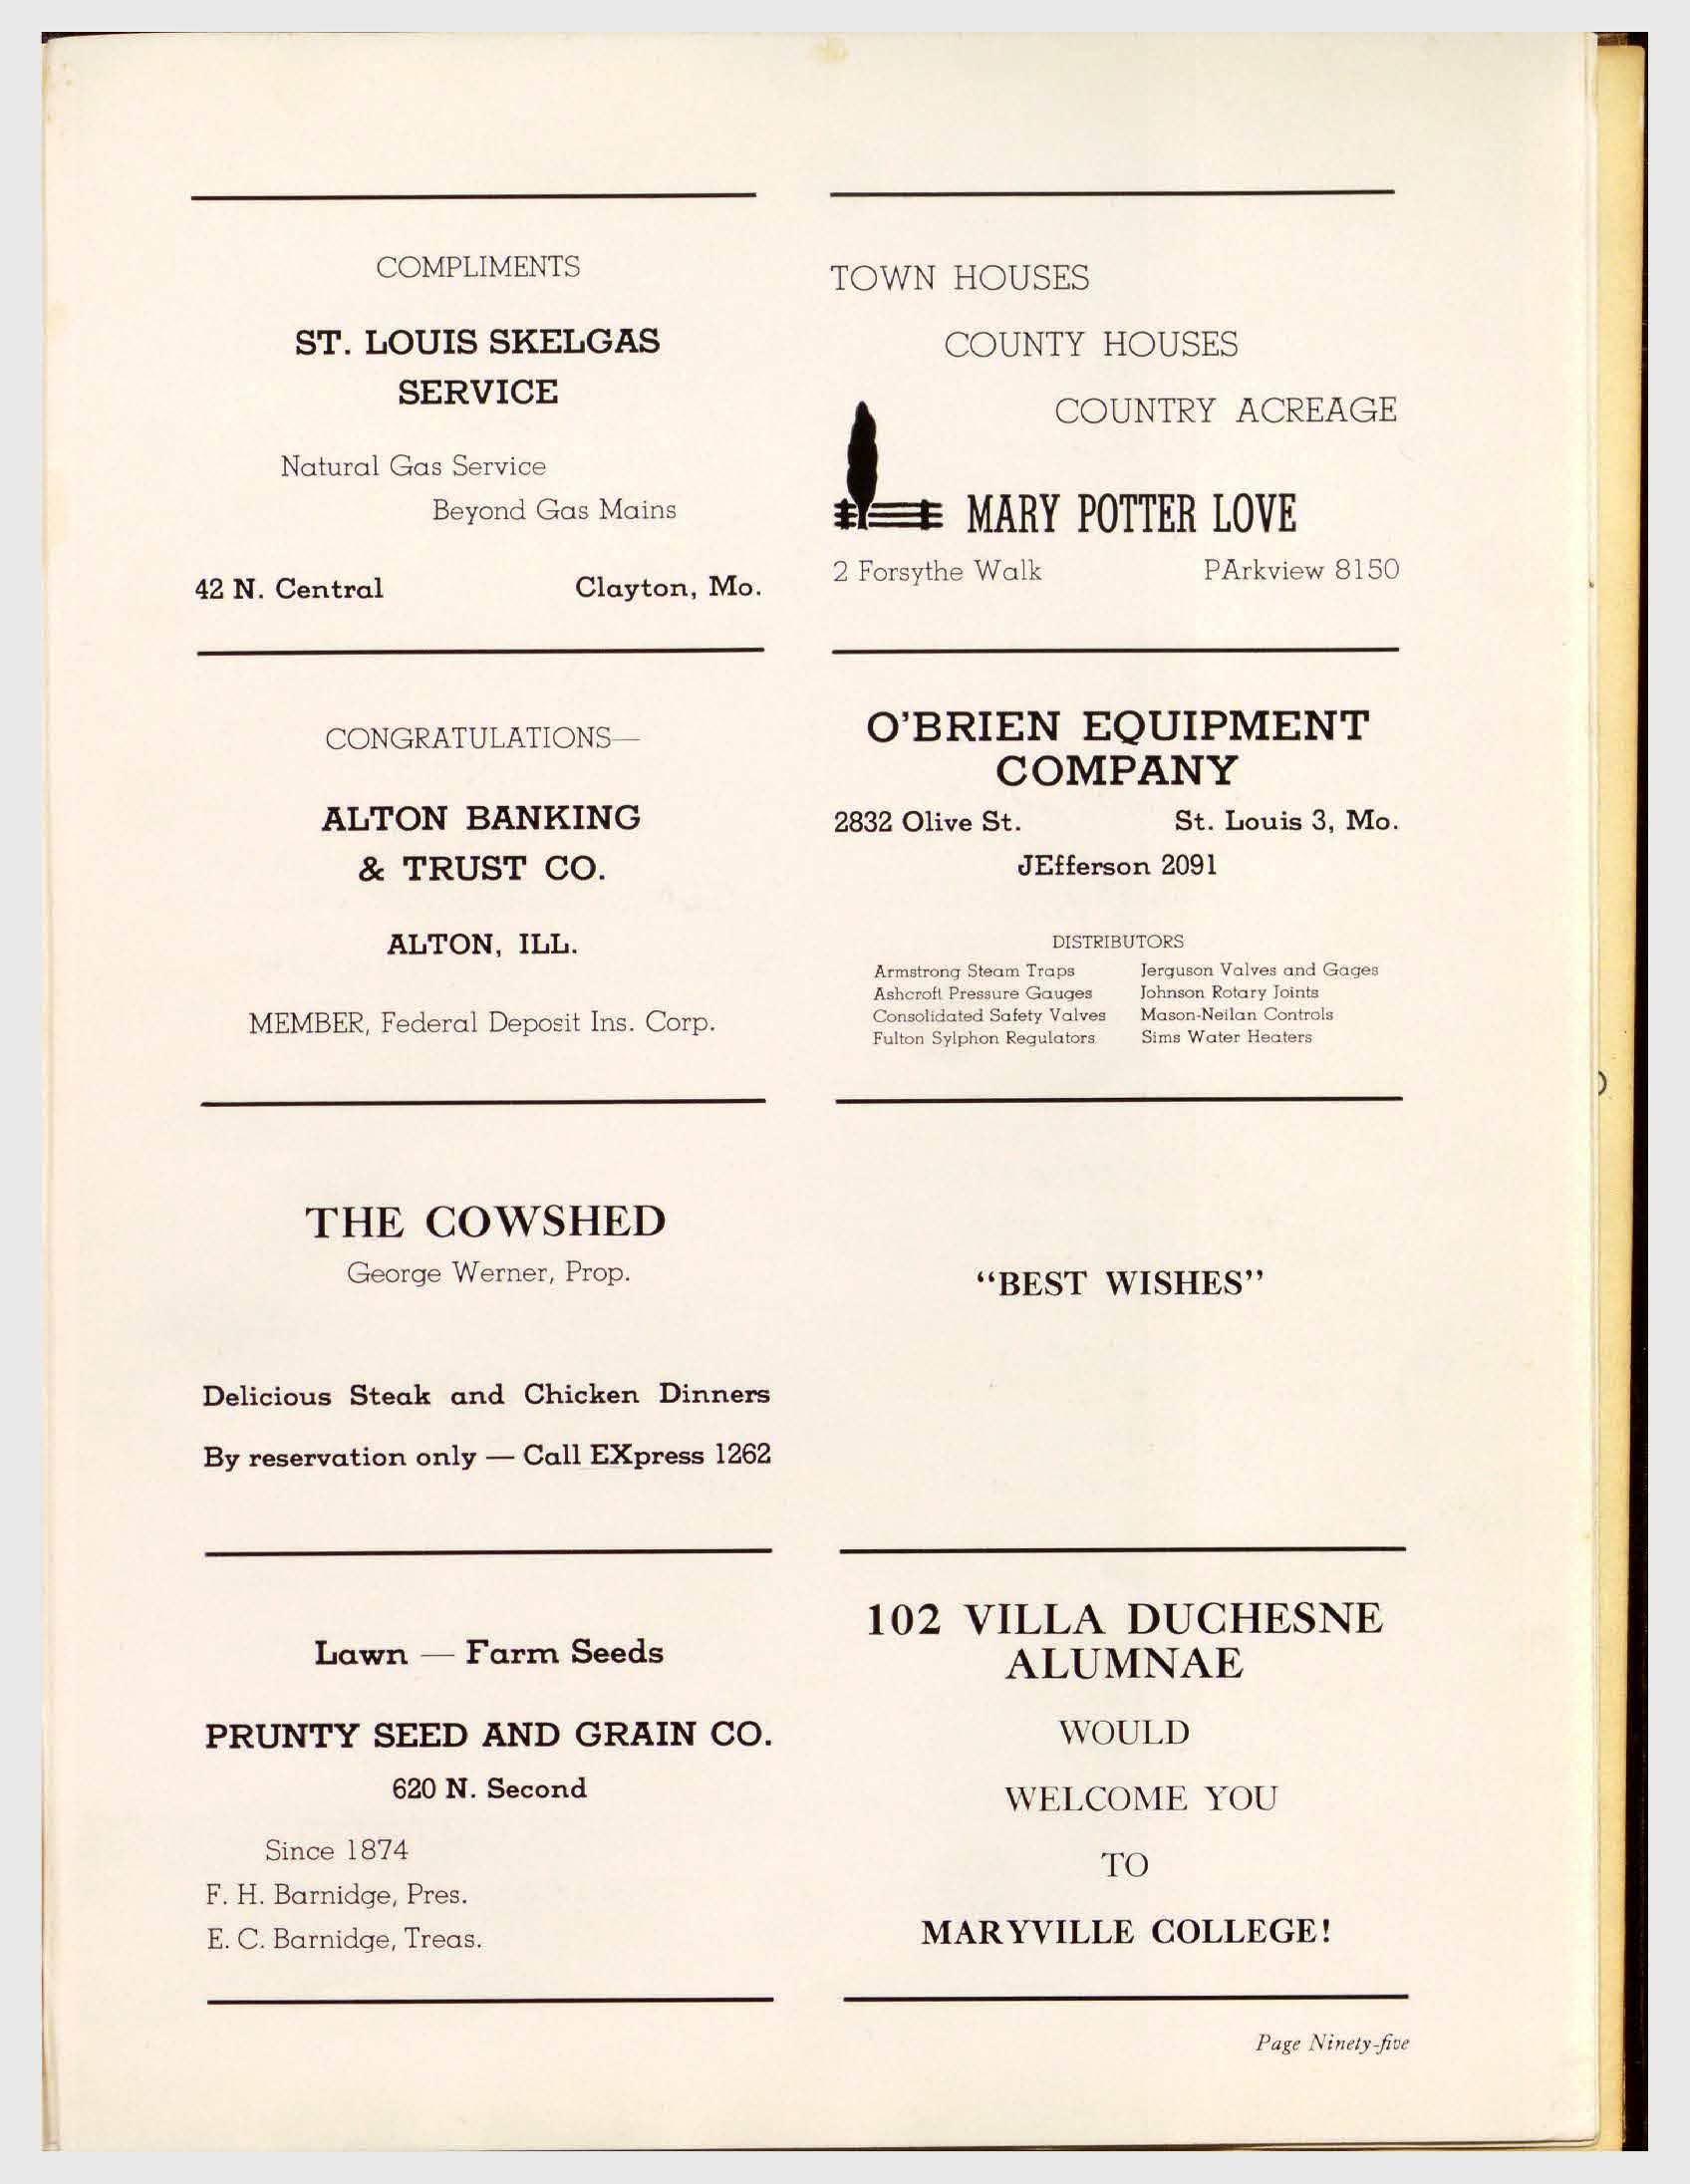 COMPLIMENTS
ST. LOUIS SKELGAS
SERVICE
Natural Gas Service
Beyond Gas Mains
42 N. Central Clayton, Mo.
CONGRATULATIONS—
ALTON BANKING
& TRUST CO.
ALTON, ILL.
MEMBER, Federal Deposit Ins. Corp.
THE COWSHED
George Werner, Prop.
Delicious Steak and Chicken Dinners
By reservation only — Call EXpress 1262
Lawn — Farm Seeds
PRUNTY SEED AND GRAIN CO.
620 N. Second
Since 1874
F. H. Barnidge, Pres.
E. C. Barnidge, Treas.
TOWN HOUSES
COUNTY HOUSES
COUNTRY ACREAGE
MARY POTTER LOVE
2 Forsythe Walk PArkview 8150
O'BRIEN EQUIPMENT
COMPANY
2832 Olive St. St. Louis 3, Mo.
JEfferson 2091
DISTRIBUTORS
Armstrong Steam Traps Jerguson Valves and Gages
Ashcroft Pressure Gauges Johnson Rotary Joints
Consolidated Safety Valves Mason-Neilan Controls
Fulton Sylphon Regulators Sims Water Heaters
“BEST WISHES”
102 VILLA DUCHESNE
ALUMNAE
WOULD
WELCOME YOU
TO
MARYVILLE COLLEGE!
Page Ninety-five